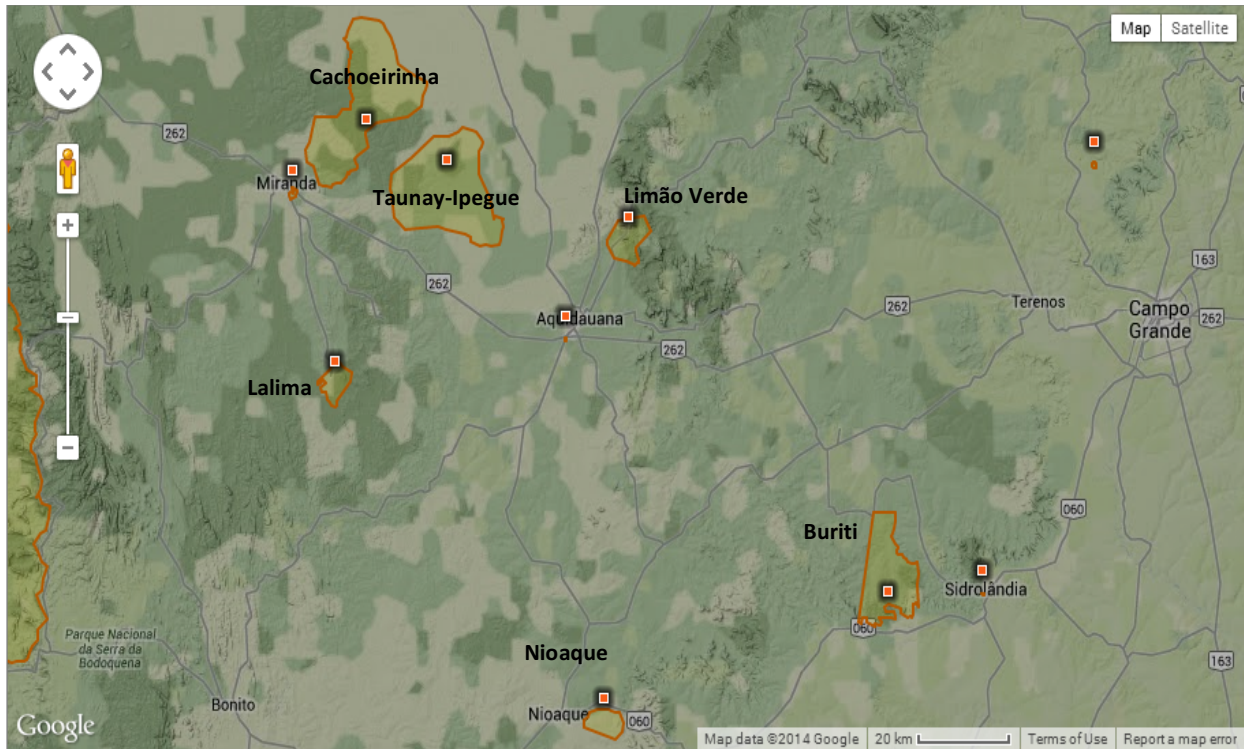 Map
Satellite
Cachoeirinha
262
Miranda
Taunay-Ipegue
Limão Verde
163
262
262
Terenos
Campo
Grande
262
Aquidauana
262
Lalima
060
Buriti
Sidrolândia
060
Parque Nacional
da Serra da
Bodoquena
Nioaque
163
Bonito
Nioaque
060
Google
Map data ©2014 Google
20 km
Terms of Use
Report a map error